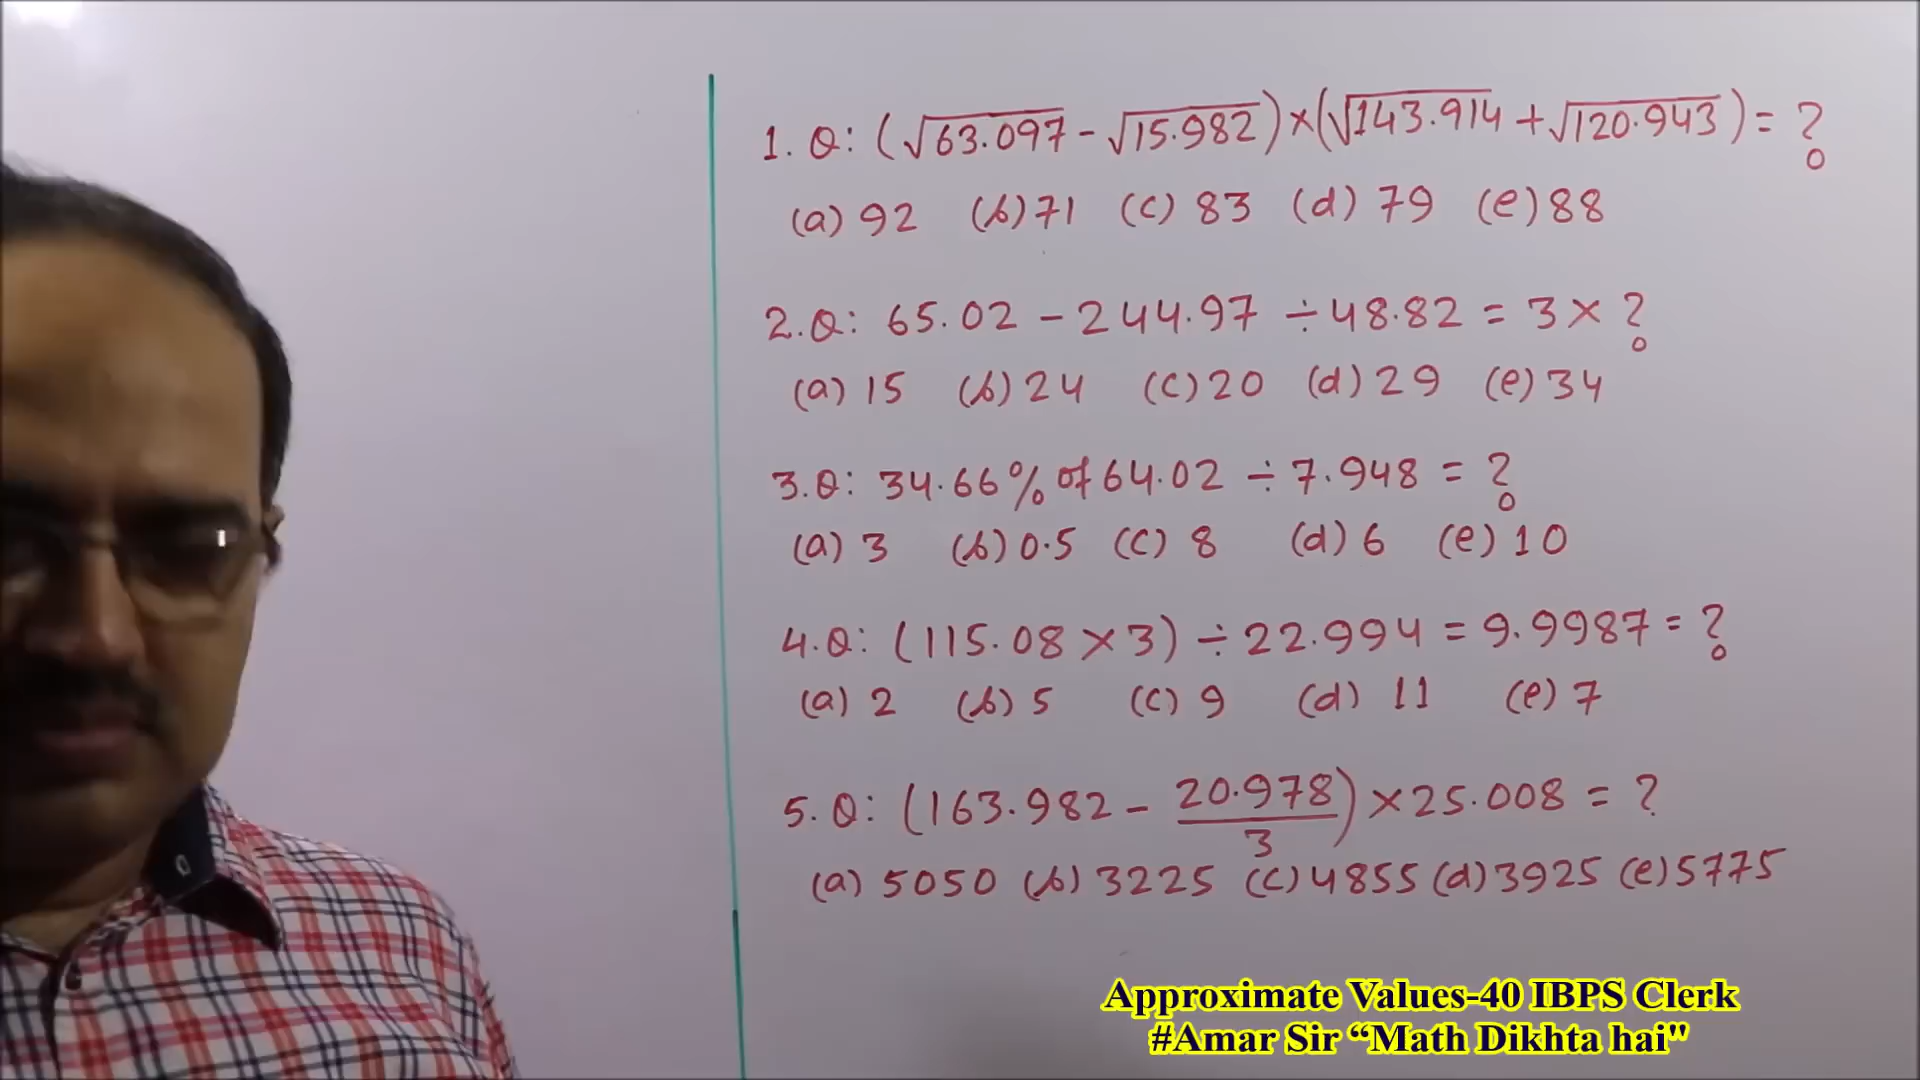 1. Q: (√63.097 - √15.982) × (√143.914 + √120.943) = ?
(a) 92 (b) 71 (c) 83 (d) 79 (e) 88
2. Q: 65.02 - 244.97 ÷ 48.82 = 3 × ?
(a) 15 (b) 24 (c) 20 (d) 29 (e) 34
3. Q: 34.66% of 64.02 ÷ 7.948 = ?
(a) 3 (b) 0.5 (c) 8 (d) 6 (e) 10
4. Q: (115.08 × 3) ÷ 22.994 = 9.9987 = ?
(a) 2 (b) 5 (c) 9 (d) 11 (e) 7
5. Q: (163.982 - 20.978/3) × 25.008 = ?
(a) 5050 (b) 3225 (c) 4855 (d) 3925 (e) 5775
Approximate Values-40 IBPS Clerk
#Amar Sir “Math Dikhta hai"